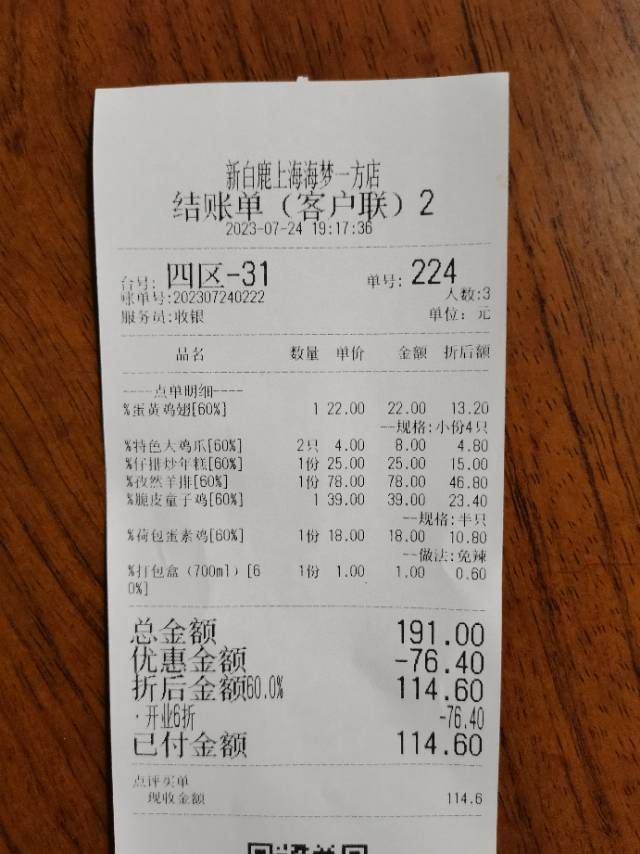 新白鹿上海海梦一方店
结账单（客户联）2
2023-07-24 19:17:36
台号: 四区-31 单号: 224
账单号:202307240222 人数:3
服务员:收银 单位: 元
品名 数量 单价 金额 折后额
----点单明细----
%蛋黄鸡翅[60%] 1 22.00 22.00 13.20
--规格:小份4只
%特色大鸡爪[60%] 2只 4.00 8.00 4.80
%仔排炒年糕[60%] 1份 25.00 25.00 15.00
%孜然羊排[60%] 1份 78.00 78.00 46.80
%脆皮童子鸡[60%] 1 39.00 39.00 23.40
--规格:半只
%荷包蛋素鸡[60%] 1份 18.00 18.00 10.80
--做法:免辣
%打包盒（700ml）[6 1份 1.00 1.00 0.60
0%]
总金额 191.00
优惠金额 -76.40
折后金额60.0% 114.60
·开业6折 -76.40
已付金额 114.60
点评买单
现收金额 114.6